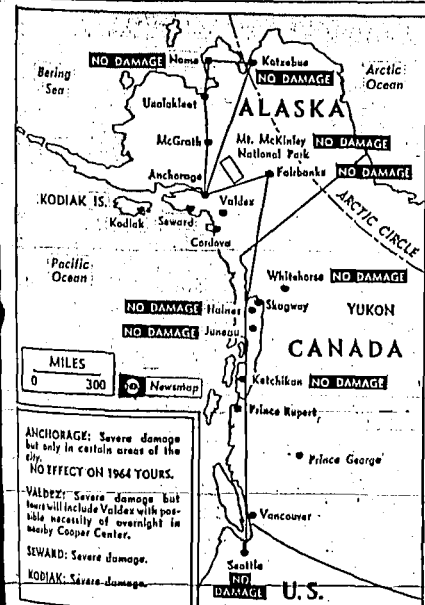 NO DAMAGE Nome
Kotzebue
NO DAMAGE
Bering
Sea
Arctic
Ocean
Unalakleet
ALASKA
McGrath
Mt. McKinley NO DAMAGE
National Park
NO DAMAGE
Anchorage
Fairbanks
ARCTIC CIRCLE
KODIAK IS.
Valdex
Kodiak
Seward
Cordova
Pacific
Ocean
Whitehorse NO DAMAGE
NO DAMAGE Haines
Skagway
YUKON
NO DAMAGE Juneau
CANADA
MILES
0 300
Newsmap
Ketchikan NO DAMAGE
Prince Rupert
Prince George
Vancouver
Seattle
NO
DAMAGE
U.S.
ANCHORAGE: Severe damage
but only in certain areas of the
city.
NO EFFECT ON 1964 TOURS.
VALDEZ: Severe damage but
tours will include Valdez with pos-
sible necessity of overnight in
nearby Cooper Center.
SEWARD: Severe damage.
KODIAK: Severe damage.